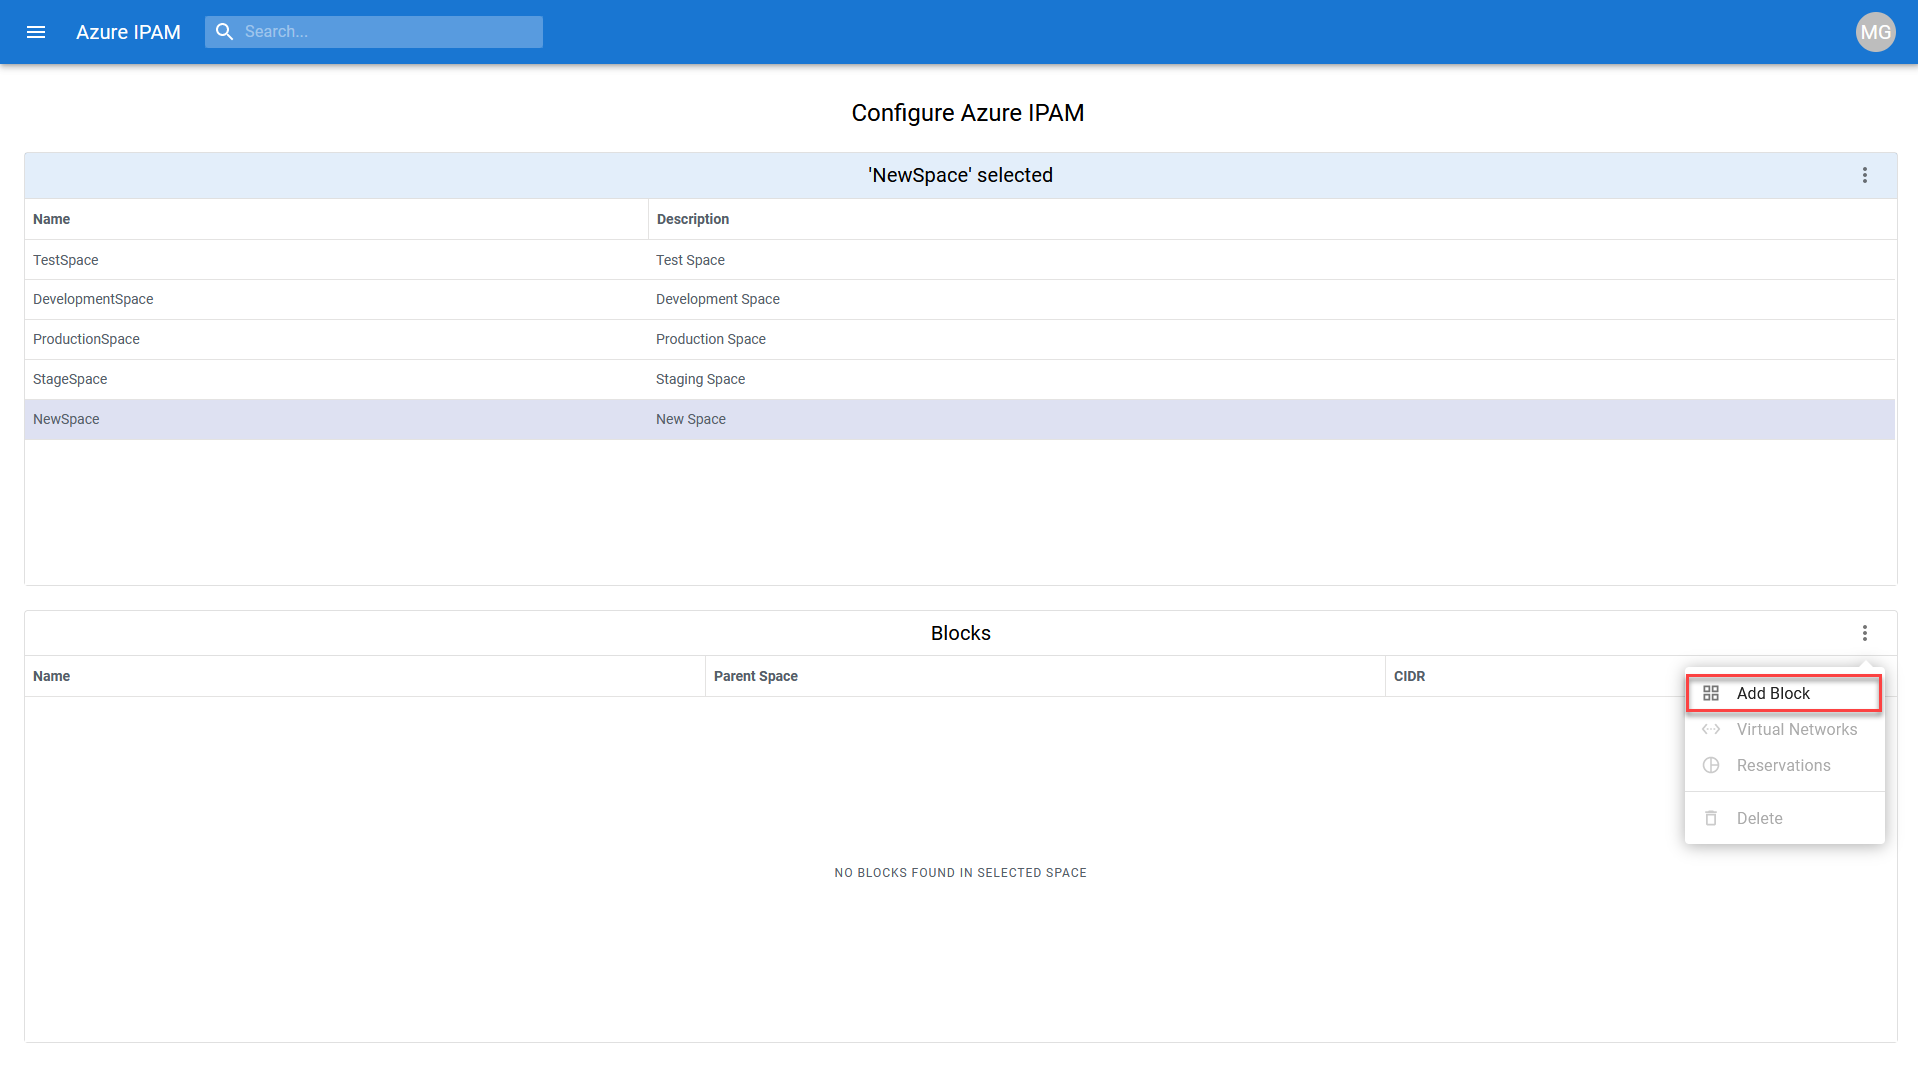 Azure IPAM
Search...
MG
Configure Azure IPAM
'NewSpace' selected
Name Description
TestSpace Test Space
DevelopmentSpace Development Space
ProductionSpace Production Space
StageSpace Staging Space
NewSpace New Space
Blocks
Name Parent Space CIDR
Add Block
Virtual Networks
Reservations
Delete
NO BLOCKS FOUND IN SELECTED SPACE